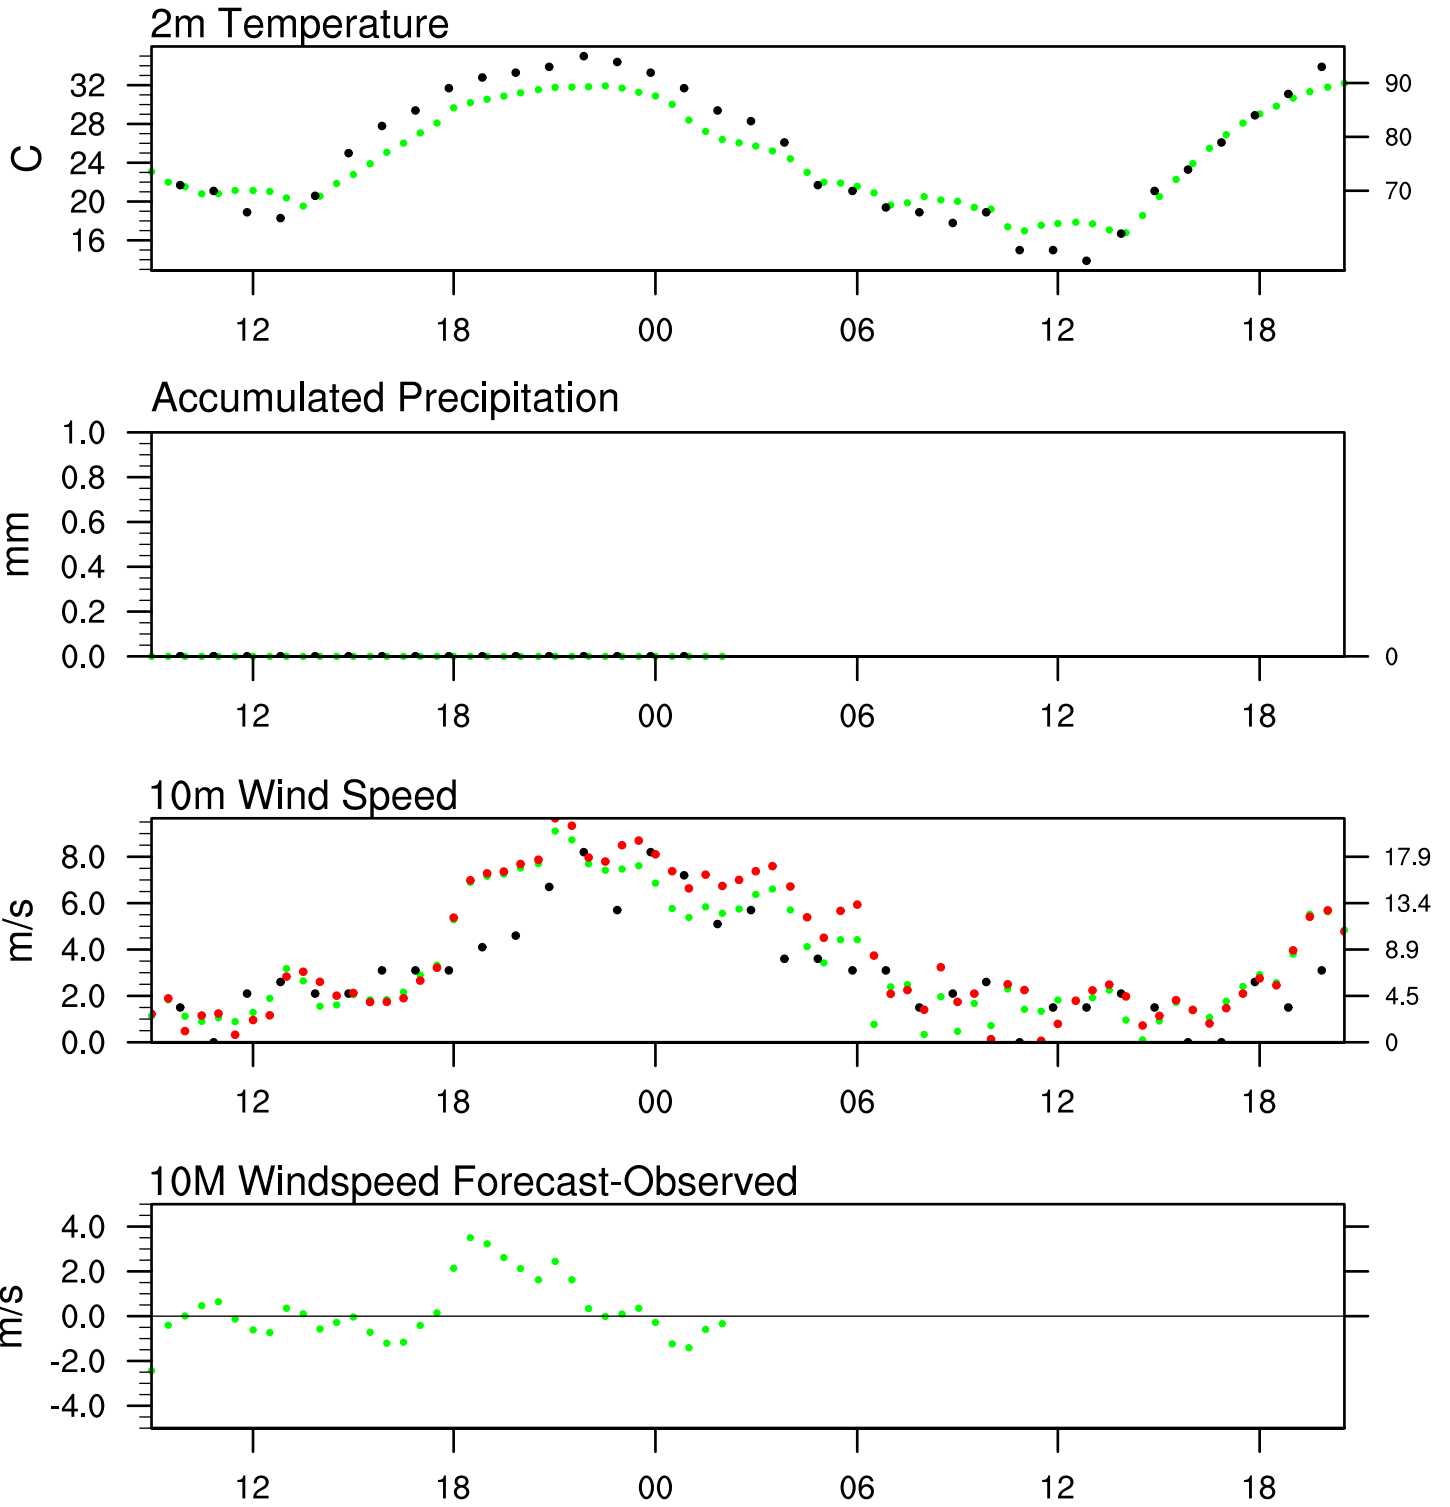 2m Temperature
32
28
24
20
16
C
90
80
70
12 18 00 06 12 18
Accumulated Precipitation
1.0
0.8
0.6
0.4
0.2
0.0
mm
0
12 18 00 06 12 18
10m Wind Speed
8.0
6.0
4.0
2.0
0.0
m/s
17.9
13.4
8.9
4.5
0
12 18 00 06 12 18
10M Windspeed Forecast-Observed
4.0
2.0
0.0
-2.0
-4.0
m/s
12 18 00 06 12 18